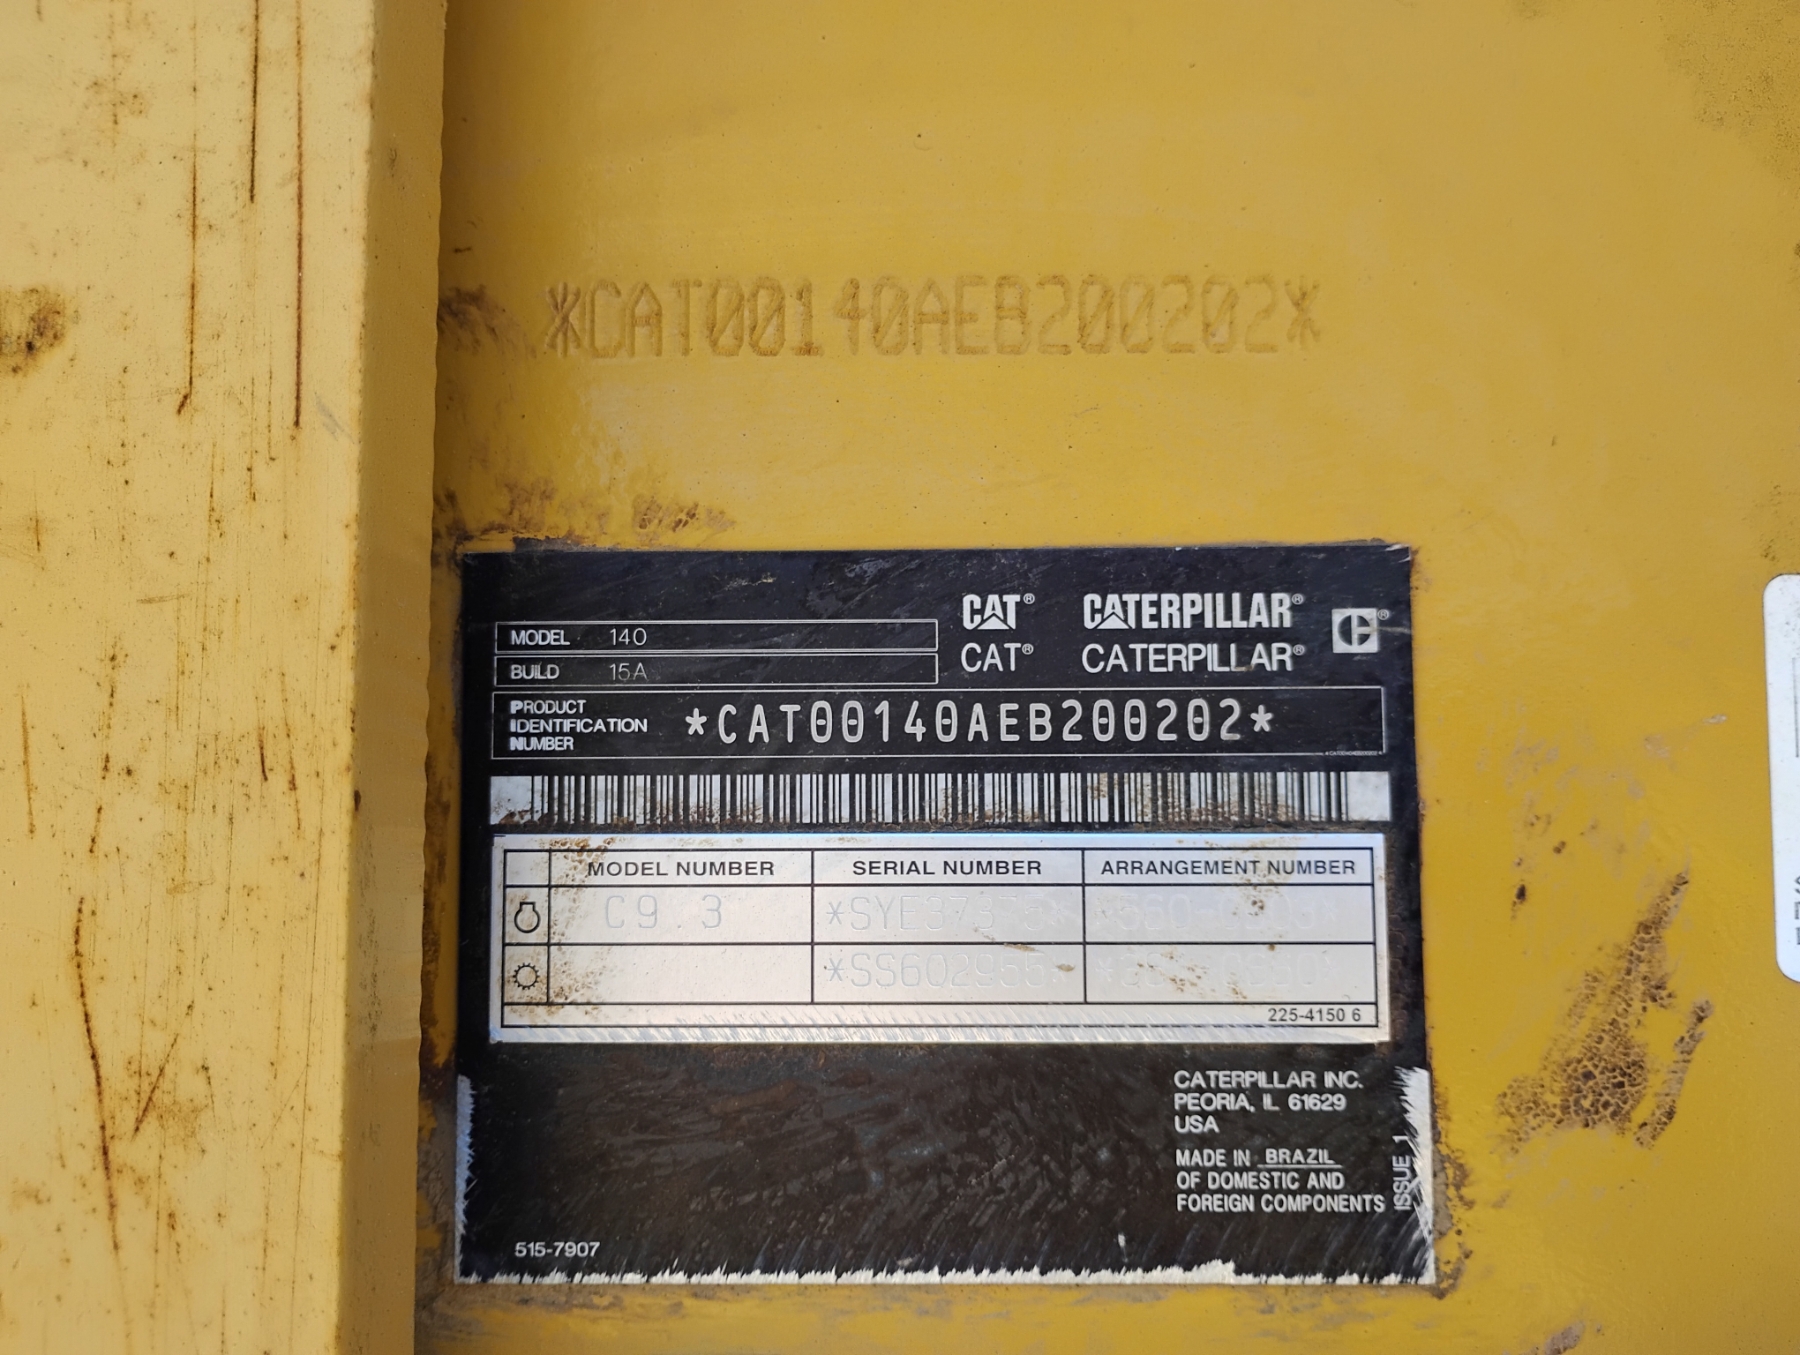 *CAT00140AEB200202*
CAT® CATERPILLAR®
MODEL 140
CAT® CATERPILLAR®
BUILD 15A
PRODUCT IDENTIFICATION NUMBER *CAT00140AEB200202*
MODEL NUMBER SERIAL NUMBER ARRANGEMENT NUMBER
C9.3
225-4150 6
CATERPILLAR INC.
PEORIA, IL 61629
USA
MADE IN BRAZIL
OF DOMESTIC AND
FOREIGN COMPONENTS
ISSUE 1
515-7907